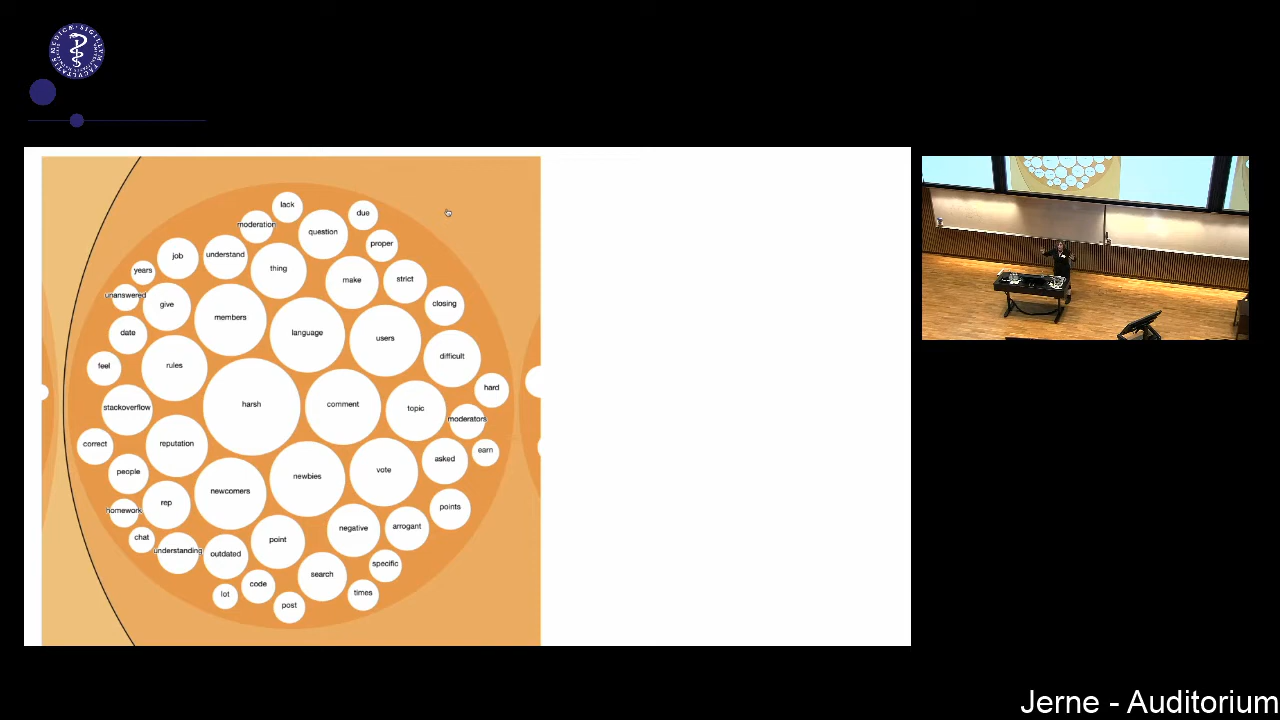 lack
due
moderation
question
proper
job
understand
thing
make
strict
years
unanswered
give
members
language
users
closing
date
difficult
feel
rules
hard
stackoverflow
harsh
comment
topic
moderators
correct
reputation
earn
people
newcomers
newbies
vote
asked
homework
rep
points
chat
understanding
outdated
point
negative
arrogant
specific
search
code
lot
post
times
Jerne - Auditorium